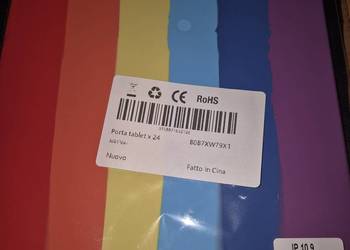 CE RoHS
Porta tablet x 24 B0B7XW79X1
Nuovo Fatto in Cina
IP 10.9